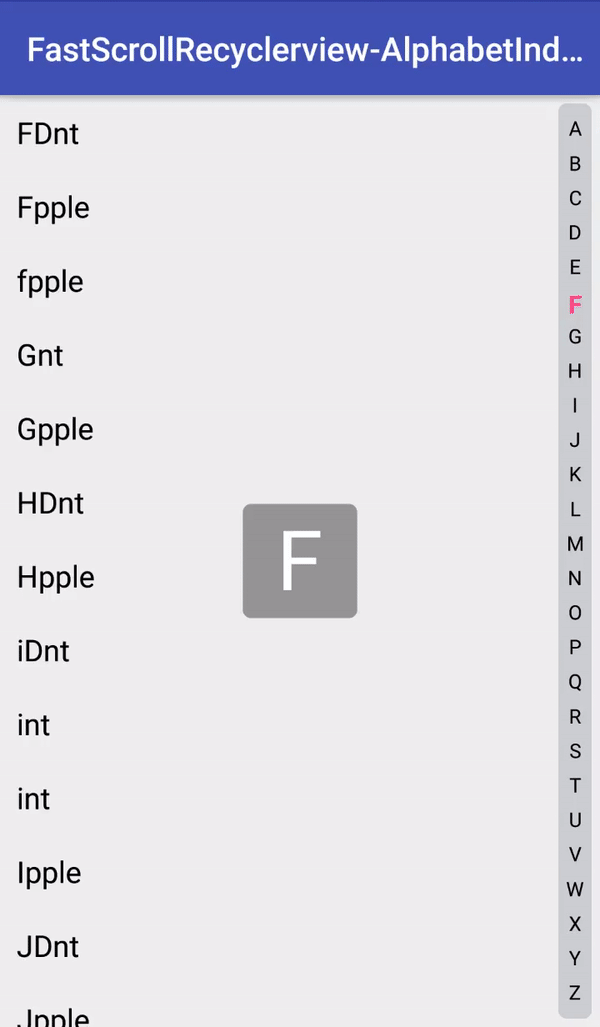 FastScrollRecyclerview-AlphabetInd...
FDnt
Fpple
fpple
Gnt
Gpple
HDnt
Hpple
iDnt
int
int
Ipple
JDnt
Jpple
F
A
B
C
D
E
F
G
H
I
J
K
L
M
N
O
P
Q
R
S
T
U
V
W
X
Y
Z